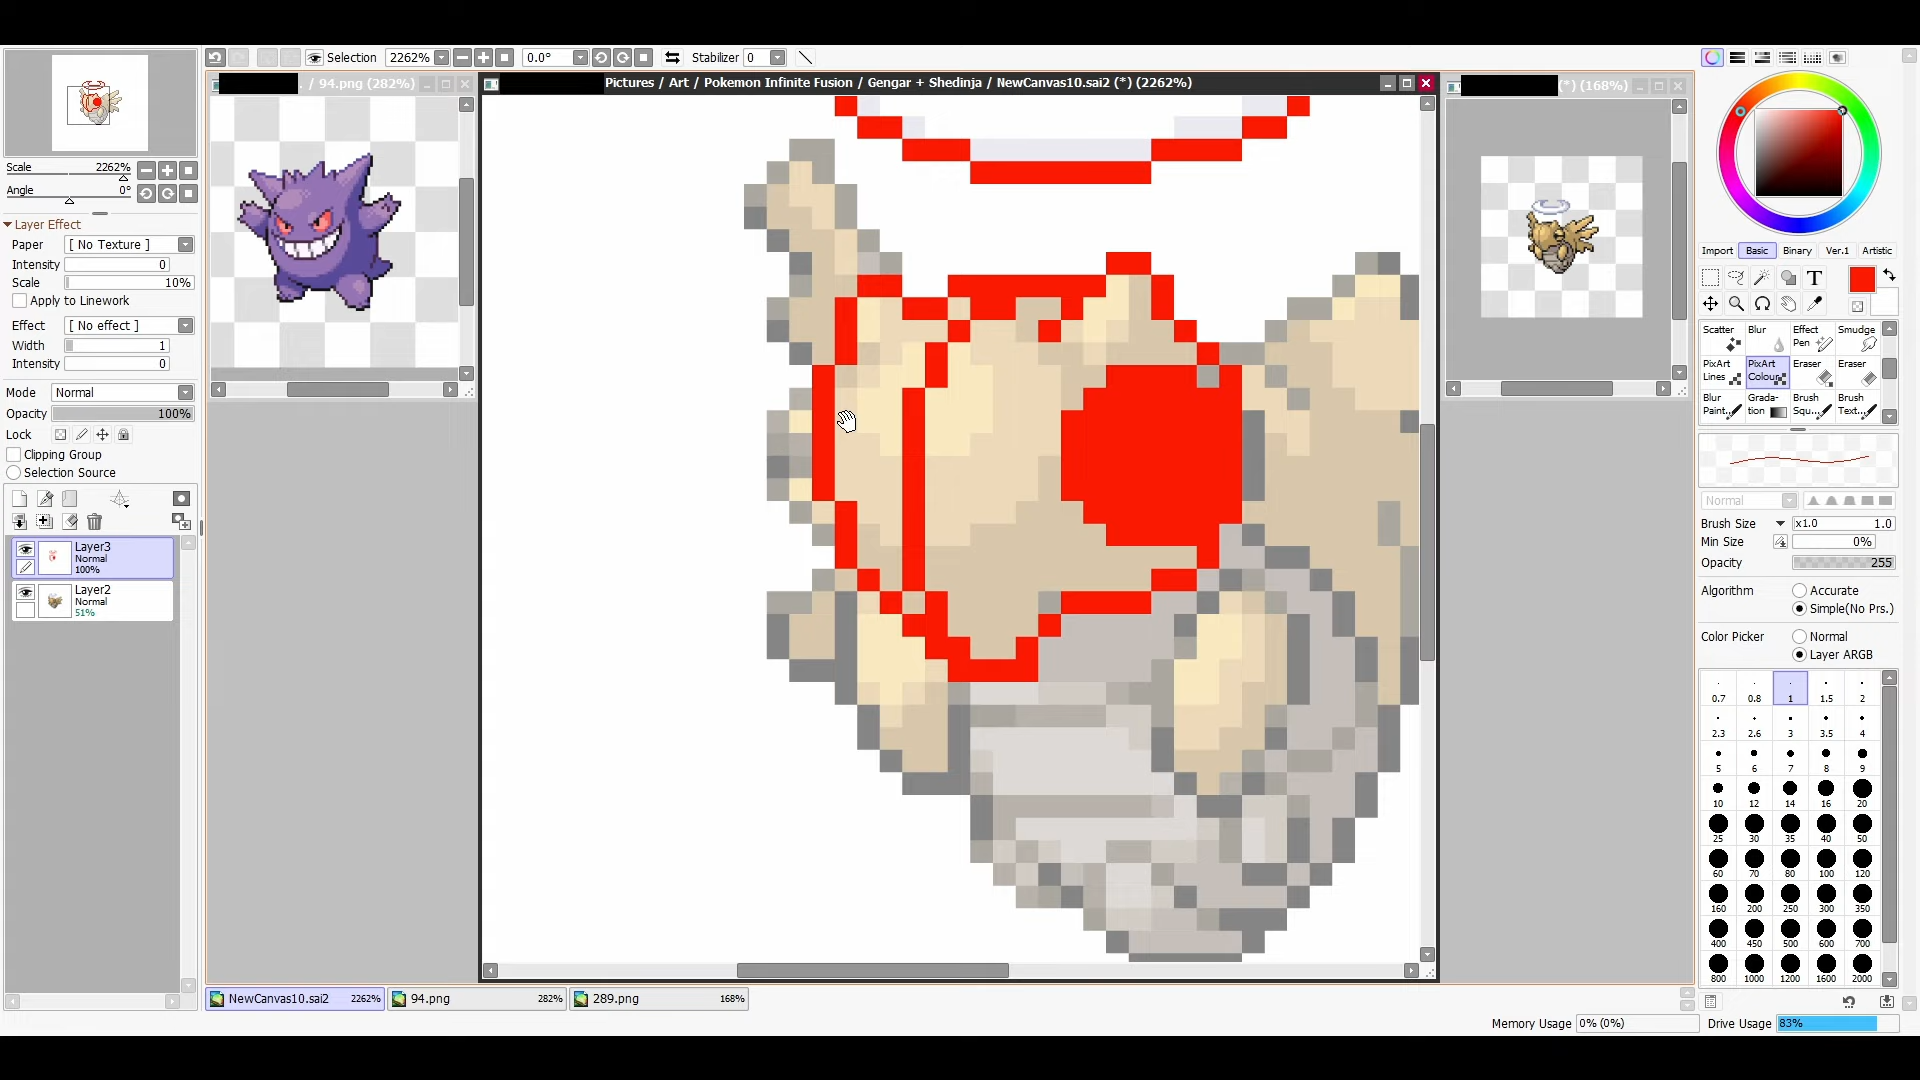 Selection 2262% 0.0° Stabilizer 0
/ 94.png (282%)
Pictures / Art / Pokemon Infinite Fusion / Gengar + Shedinja / NewCanvas10.sai2 (*) (2262%)
(*) (168%)
Scale 2262%
Angle 0°
Layer Effect
Paper [ No Texture ]
Intensity 0
Scale 10%
Apply to Linework
Effect [ No effect ]
Width 1
Intensity 0
Mode Normal
Opacity 100%
Lock
Clipping Group
Selection Source
Layer3
Normal
100%
Layer2
Normal
51%
Import Basic Binary Ver.1 Artistic
T
Scatter Blur Effect Pen Smudge
PixArt Lines PixArt Colour Eraser Eraser
Blur Paint.. Grada-tion Brush Squ... Brush Text...
Normal
Brush Size x1.0 1.0
Min Size 0%
Opacity 255
Algorithm Accurate
Simple(No Prs.)
Color Picker Normal
Layer ARGB
0.7 0.8 1 1.5 2
2.3 2.6 3 3.5 4
5 6 7 8 9
10 12 14 16 20
25 30 35 40 50
60 70 80 100 120
160 200 250 300 350
400 450 500 600 700
800 1000 1200 1600 2000
NewCanvas10.sai2 2262% 94.png 282% 289.png 168%
Memory Usage 0% (0%) Drive Usage 83%